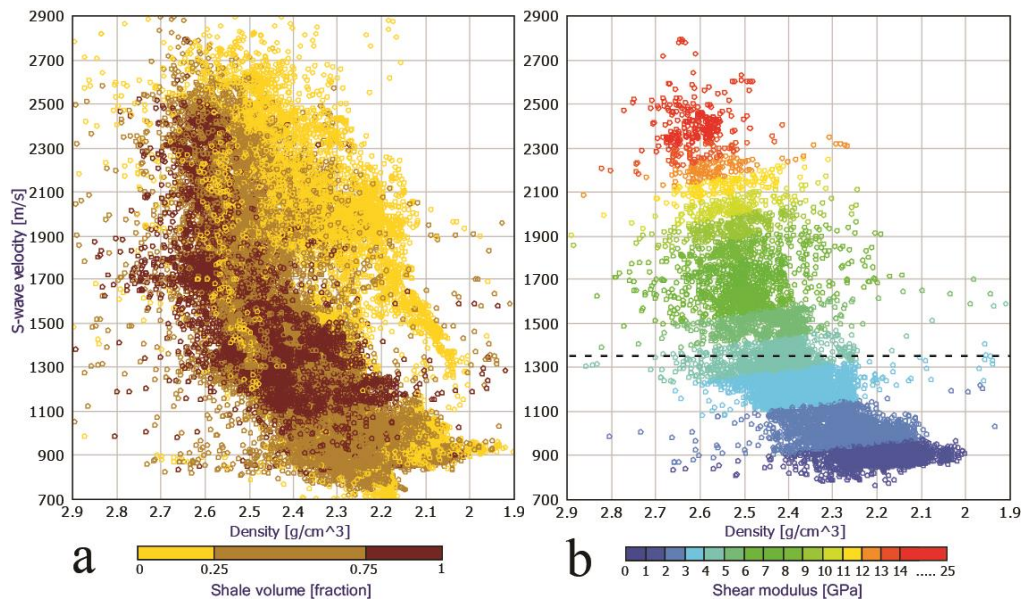 2900
2700
2500
2300
2100
1900
1700
1500
1300
1100
900
700
S-wave velocity [m/s]
2.9 2.8 2.7 2.6 2.5 2.4 2.3 2.2 2.1 2 1.9
Density [g/cm^3]
a
0 0.25 0.75 1
Shale volume [fraction]
2900
2700
2500
2300
2100
1900
1700
1500
1300
1100
900
700
2.9 2.8 2.7 2.6 2.5 2.4 2.3 2.2 2.1 2 1.9
Density [g/cm^3]
b
0 1 2 3 4 5 6 7 8 9 10 11 12 13 14 ..... 25
Shear modulus [GPa]